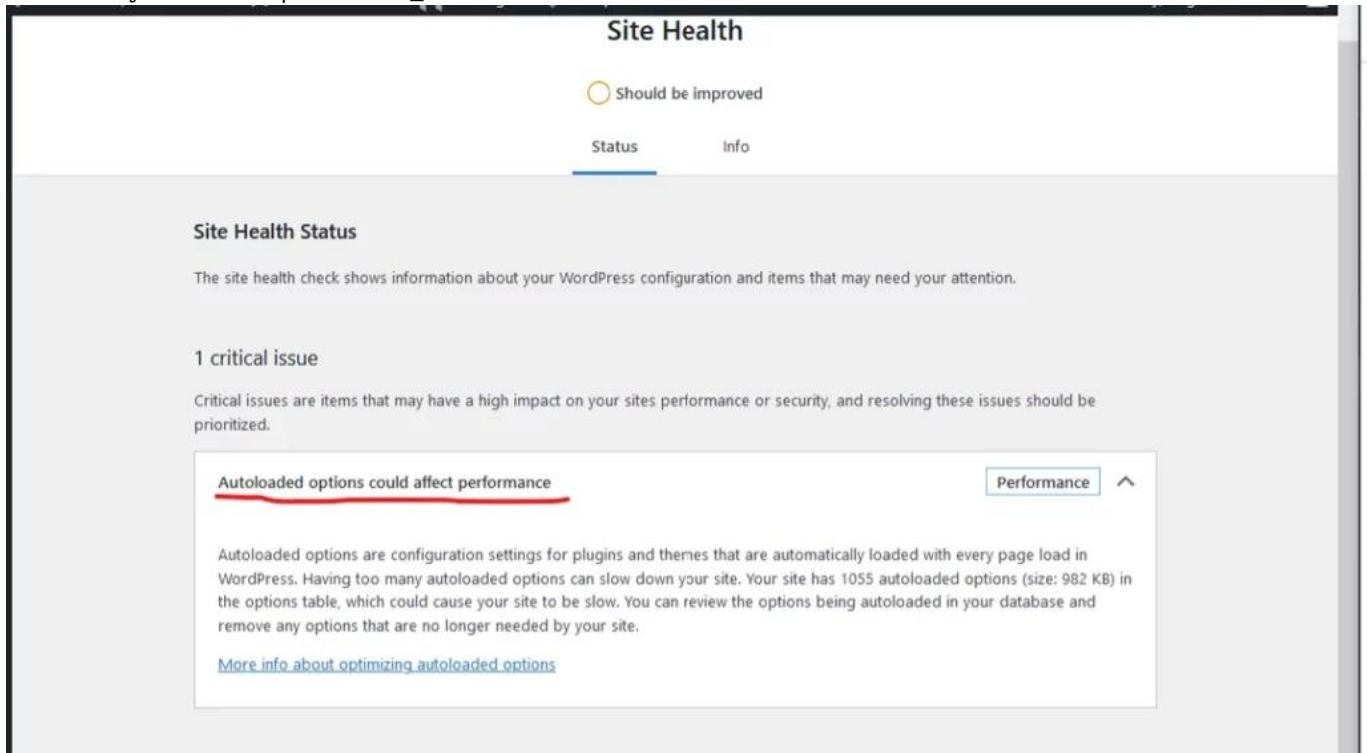 Site Health
Should be improved
Status Info
Site Health Status
The site health check shows information about your WordPress configuration and items that may need your attention.
1 critical issue
Critical issues are items that may have a high impact on your sites performance or security, and resolving these issues should be
prioritized.
Autoloaded options could affect performance Performance
Autoloaded options are configuration settings for plugins and themes that are automatically loaded with every page load in
WordPress. Having too many autoloaded options can slow down your site. Your site has 1055 autoloaded options (size: 982 KB) in
the options table, which could cause your site to be slow. You can review the options being autoloaded in your database and
remove any options that are no longer needed by your site.
More info about optimizing autoloaded options